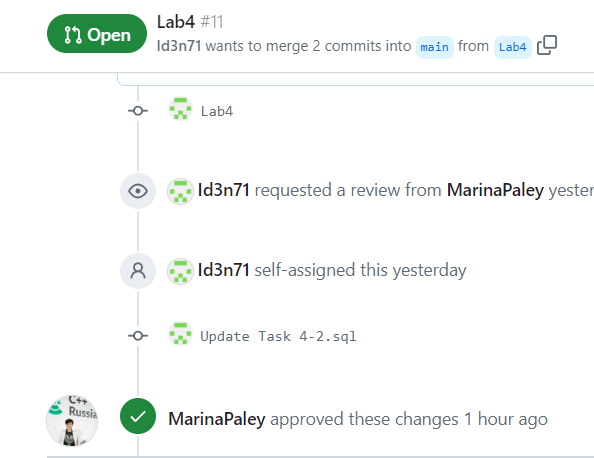 Open
Lab4 #11
Id3n71 wants to merge 2 commits into main from Lab4
Lab4
Id3n71 requested a review from MarinaPaley yester
Id3n71 self-assigned this yesterday
Update Task 4-2.sql
C++
Russia
MarinaPaley approved these changes 1 hour ago